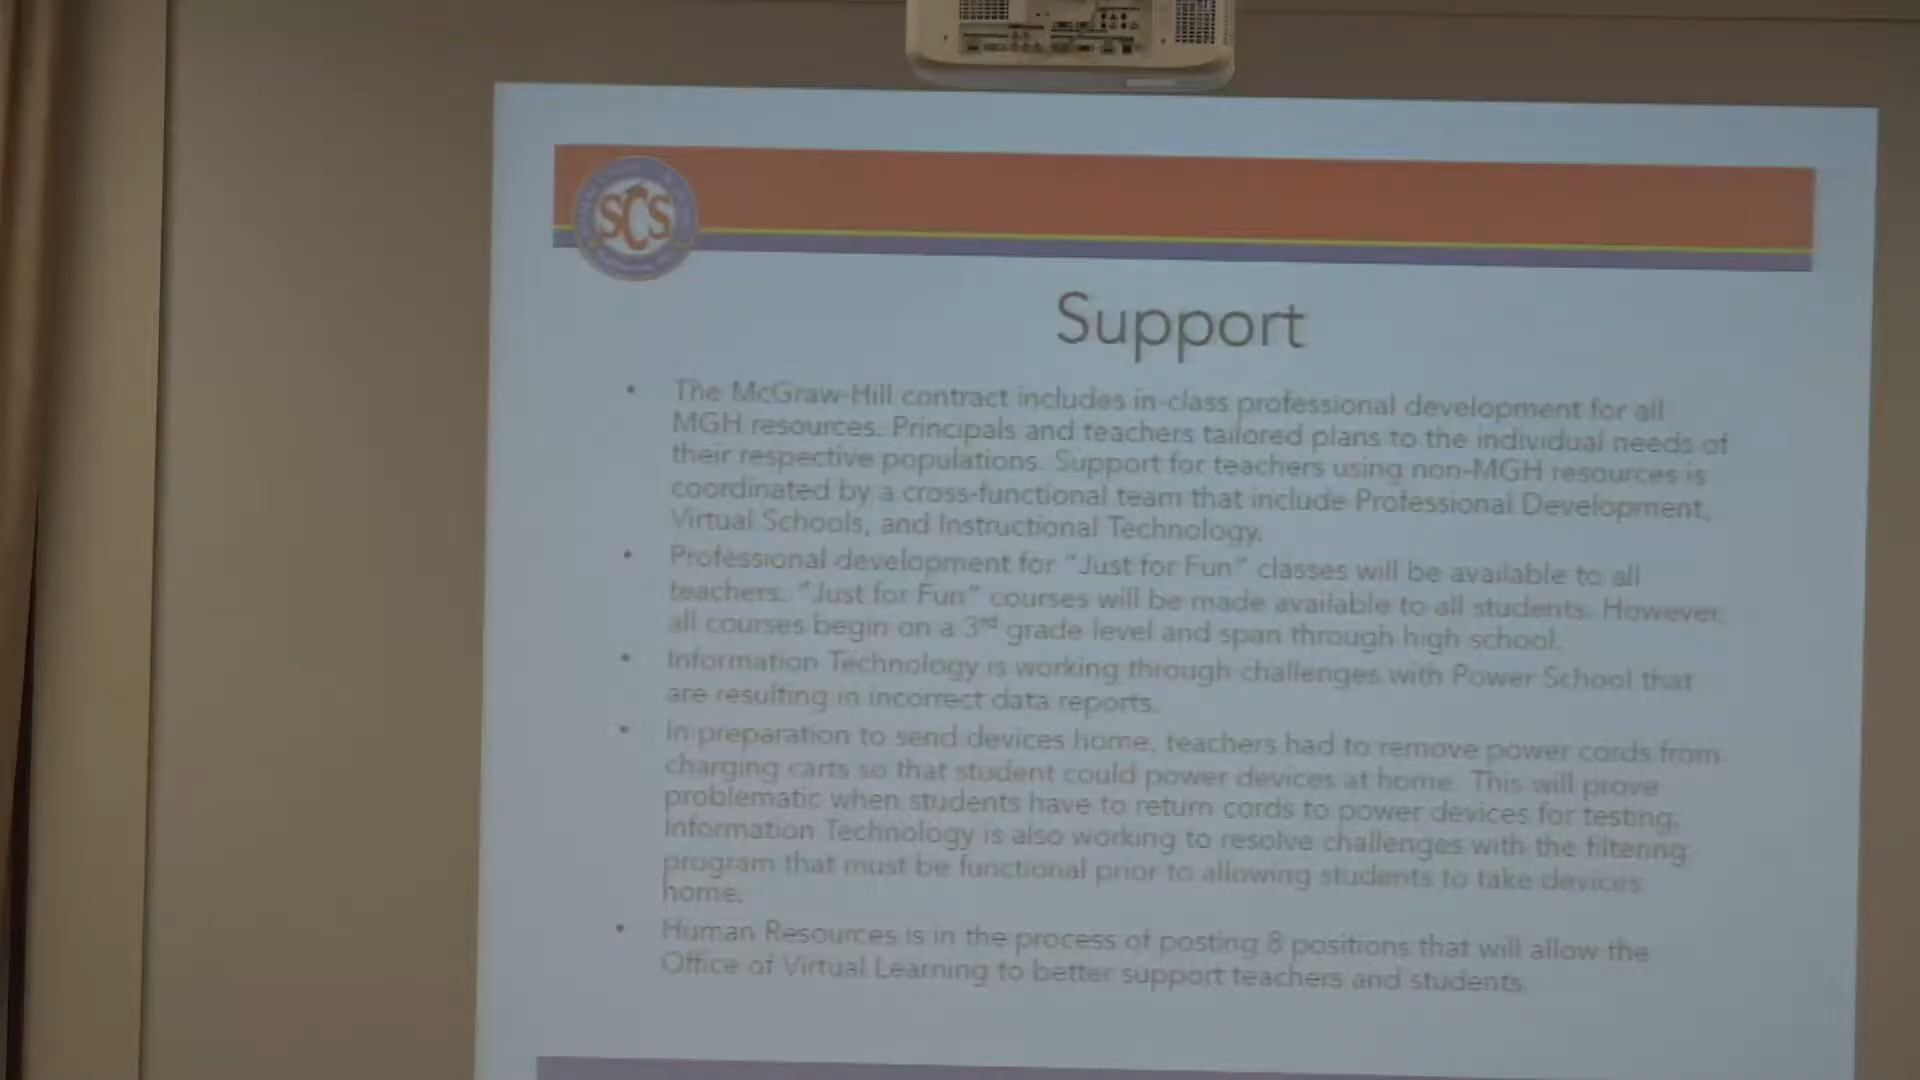 SCS
Support
• The McGraw-Hill contract includes in-class professional development for all
MGH resources. Principals and teachers tailored plans to the individual needs of
their respective populations. Support for teachers using non-MGH resources is
coordinated by a cross-functional team that include Professional Development,
Virtual Schools, and Instructional Technology.
• Professional development for "Just for Fun" classes will be available to all
teachers. "Just for Fun" courses will be made available to all students. However,
all courses begin on a 3rd grade level and span through high school.
• Information Technology is working through challenges with Power School that
are resulting in incorrect data reports.
• In preparation to send devices home, teachers had to remove power cords from
charging carts so that student could power devices at home. This will prove
problematic when students have to return cords to power devices for testing.
Information Technology is also working to resolve challenges with the filtering
program that must be functional prior to allowing students to take devices
home.
• Human Resources is in the process of posting 8 positions that will allow the
Office of Virtual Learning to better support teachers and students.